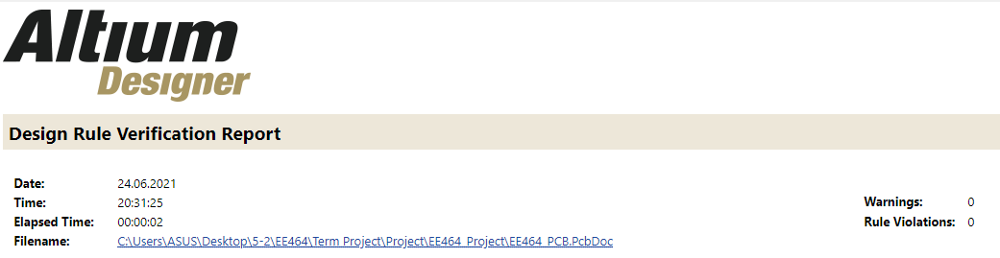 Altium
Designer
Design Rule Verification Report
Date: 24.06.2021
Time: 20:31:25
Elapsed Time: 00:00:02
Filename: C:\Users\ASUS\Desktop\5-2\EE464\Term Project\Project\EE464_Project\EE464_PCB.PcbDoc
Warnings: 0
Rule Violations: 0